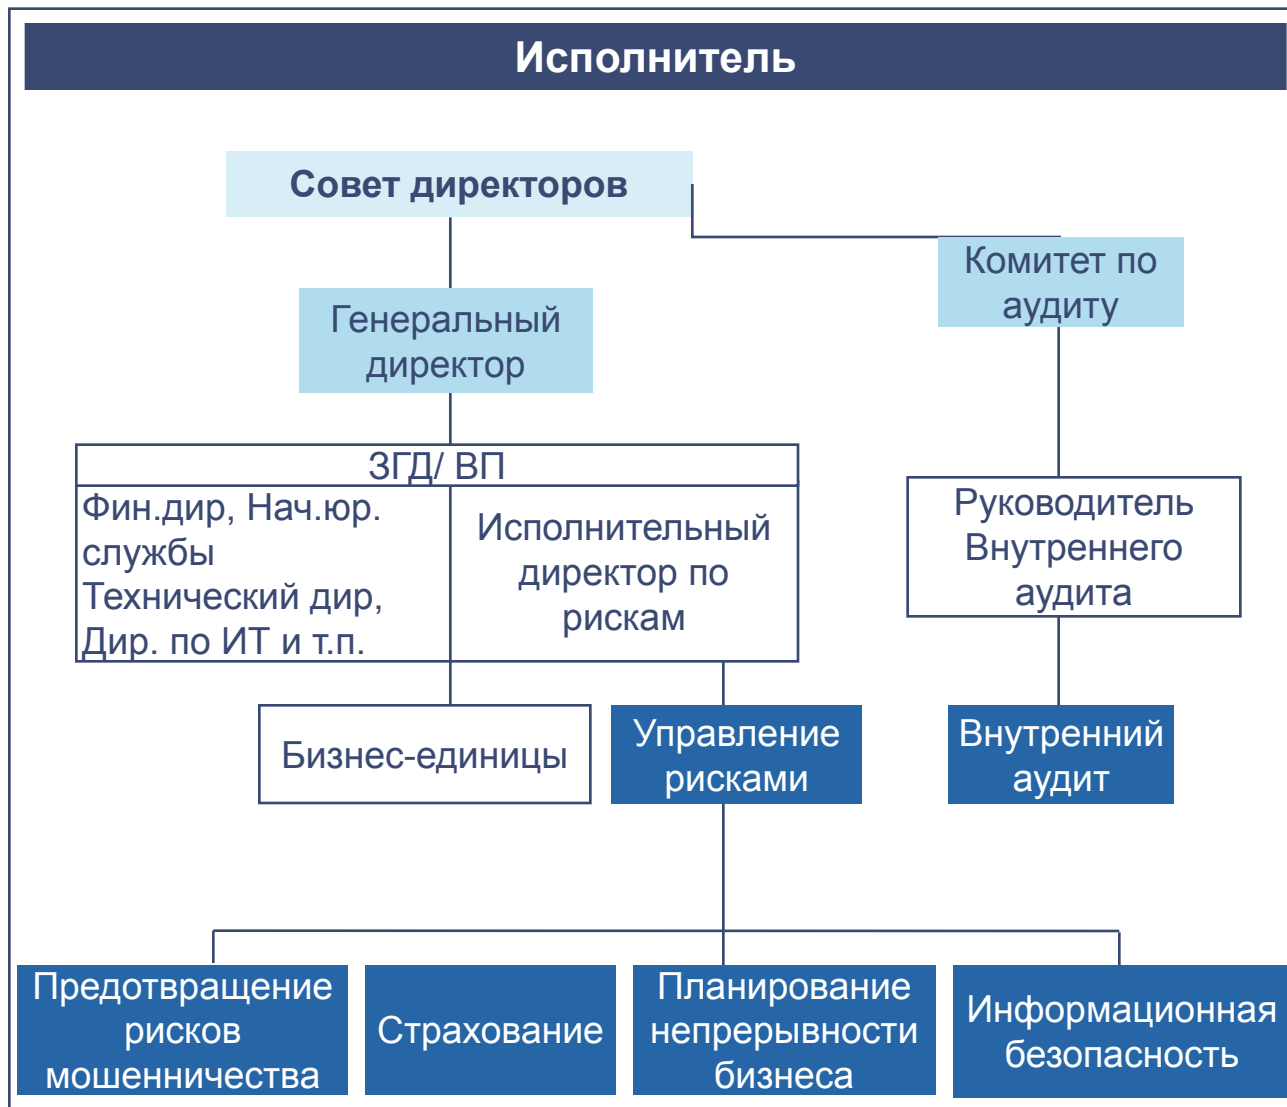 Исполнитель
Совет директоров
Комитет по
аудиту
Генеральный
директор
ЗГД/ ВП
Фин.дир, Нач.юр.
службы
Технический дир,
Дир. по ИТ и т.п.
Исполнительный
директор по
рискам
Руководитель
Внутреннего
аудита
Бизнес-единицы
Управление
рисками
Внутренний
аудит
Предотвращение
рисков
мошенничества
Страхование
Планирование
непрерывности
бизнеса
Информационная
безопасность